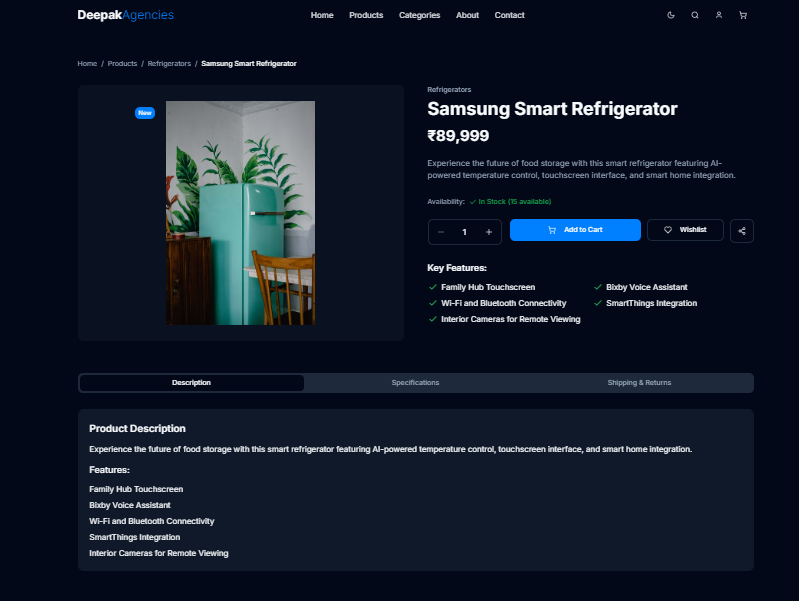 DeepakAgencies
Home Products Categories About Contact
Home / Products / Refrigerators / Samsung Smart Refrigerator
New
Refrigerators
Samsung Smart Refrigerator
₹89,999
Experience the future of food storage with this smart refrigerator featuring AI-
powered temperature control, touchscreen interface, and smart home integration.
Availability: In Stock (15 available)
1
Add to Cart
Wishlist
Key Features:
Family Hub Touchscreen
Bixby Voice Assistant
Wi-Fi and Bluetooth Connectivity
SmartThings Integration
Interior Cameras for Remote Viewing
Description
Specifications
Shipping & Returns
Product Description
Experience the future of food storage with this smart refrigerator featuring AI-powered temperature control, touchscreen interface, and smart home integration.
Features:
Family Hub Touchscreen
Bixby Voice Assistant
Wi-Fi and Bluetooth Connectivity
SmartThings Integration
Interior Cameras for Remote Viewing